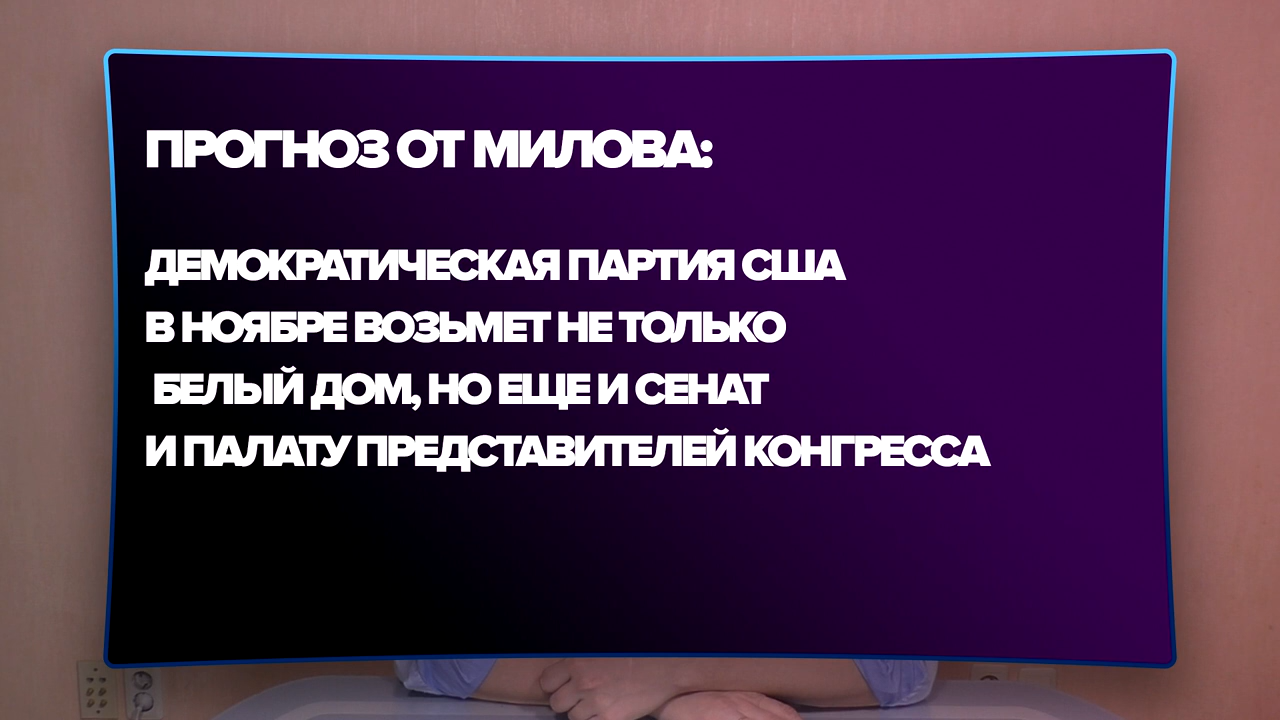 ПРОГНОЗ ОТ МИЛОВА:
ДЕМОКРАТИЧЕСКАЯ ПАРТИЯ США
В НОЯБРЕ ВОЗЬМЕТ НЕ ТОЛЬКО
БЕЛЫЙ ДОМ, НО ЕЩЕ И СЕНАТ
И ПАЛАТУ ПРЕДСТАВИТЕЛЕЙ КОНГРЕССА